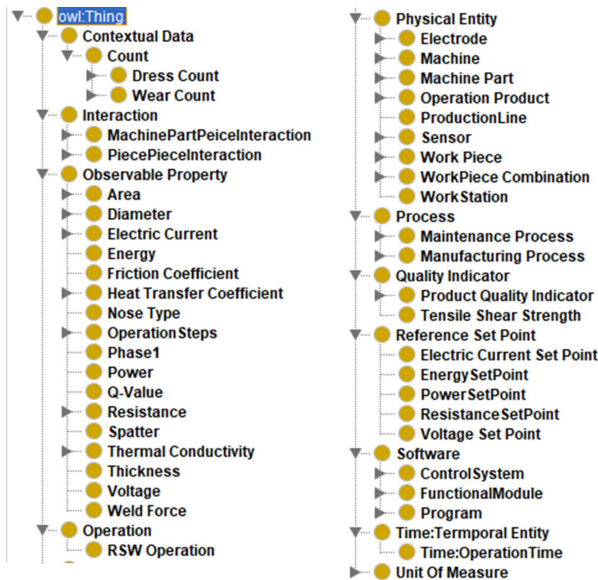 owl:Thing
Contextual Data
Count
Dress Count
Wear Count
Interaction
MachinePartPeiceInteraction
PiecePieceInteraction
Observable Property
Area
Diameter
Electric Current
Energy
Friction Coefficient
Heat Transfer Coefficient
Nose Type
OperationSteps
Phase1
Power
Q-Value
Resistance
Spatter
Thermal Conductivity
Thickness
Voltage
Weld Force
Operation
RSW Operation
Physical Entity
Electrode
Machine
Machine Part
Operation Product
ProductionLine
Sensor
Work Piece
WorkPiece Combination
WorkStation
Process
Maintenance Process
Manufacturing Process
Quality Indicator
Product Quality Indicator
Tensile Shear Strength
Reference Set Point
Electric Current Set Point
EnergySetPoint
PowerSetPoint
ResistanceSetPoint
Voltage Set Point
Software
ControlSystem
FunctionalModule
Program
Time:Termporal Entity
Time:OperationTime
Unit Of Measure